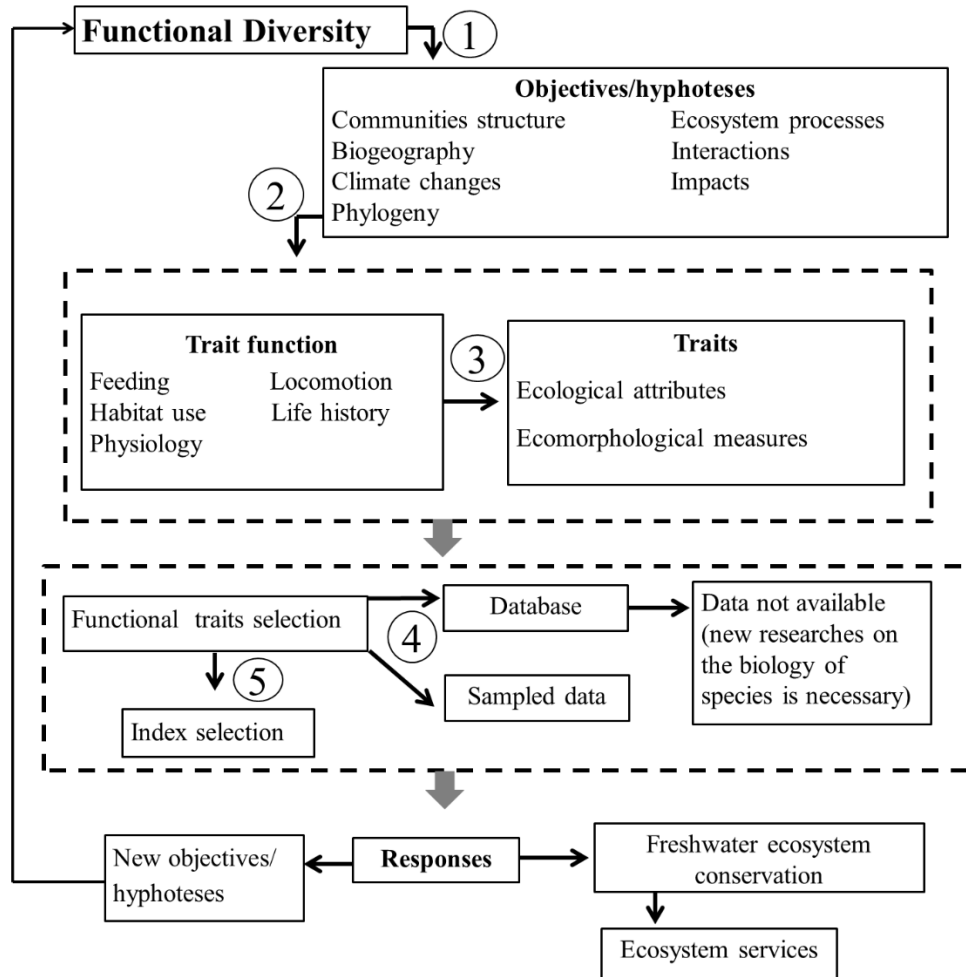 Functional Diversity
1
Objectives/hyphoteses
Communities structure
Ecosystem processes
Biogeography
Interactions
Climate changes
Impacts
Phylogeny
2
Trait function
Feeding
Locomotion
Habitat use
Life history
Physiology
3
Traits
Ecological attributes
Ecomorphological measures
Functional traits selection
4
Database
Data not available
(new researches on
the biology of
species is necessary)
Sampled data
5
Index selection
Responses
New objectives/
hyphoteses
Freshwater ecosystem
conservation
Ecosystem services